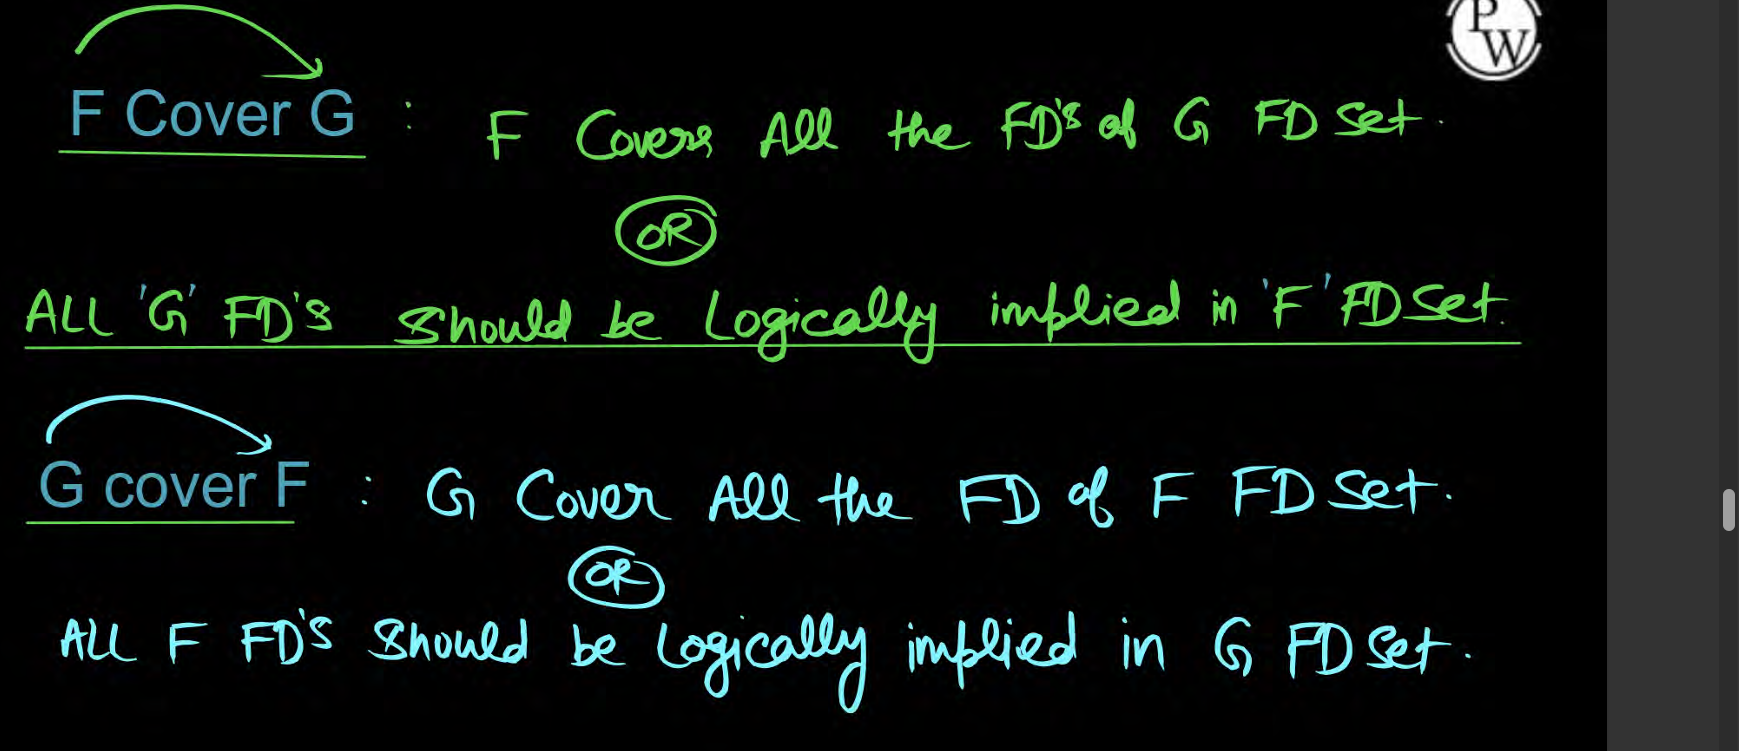 PW
F Cover G : F Covers All the FD's of G FD Set.
OR
ALL 'G' FD's Should be Logically implied in 'F' FD Set.
G cover F : G Cover All the FD of F FD Set.
OR
ALL F FD's Should be Logically implied in G FD Set.